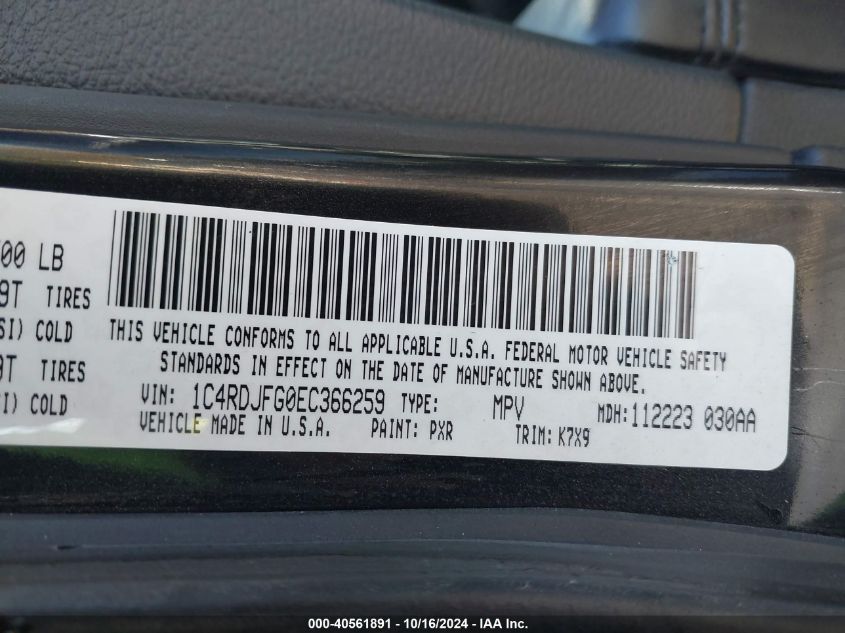 00 LB
9T TIRES
SI) COLD
9T TIRES
SI) COLD
THIS VEHICLE CONFORMS TO ALL APPLICABLE U.S.A. FEDERAL MOTOR VEHICLE SAFETY
STANDARDS IN EFFECT ON THE DATE OF MANUFACTURE SHOWN ABOVE.
VIN: 1C4RDJFG0EC366259 TYPE: MPV MDH:112223 030AA
VEHICLE MADE IN U.S.A. PAINT: PXR TRIM: K7X9
000-40561891 - 10/16/2024 - IAA Inc.